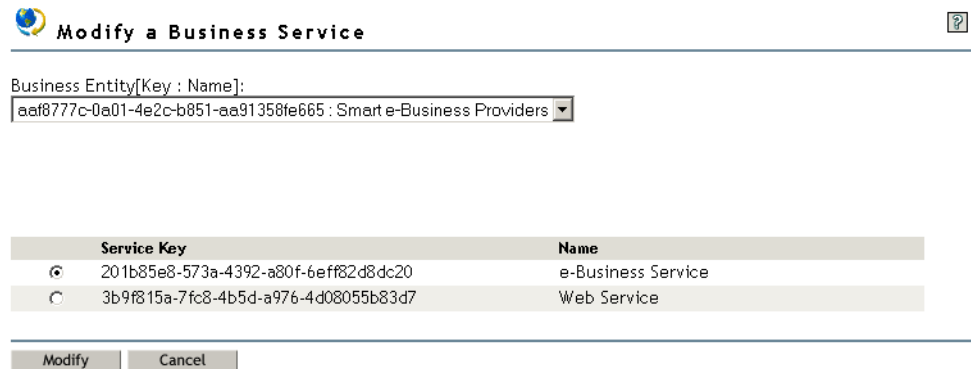 Modify a Business Service
?
Business Entity[Key : Name]:
aaf8777c-0a01-4e2c-b851-aa91358fe665 : Smart e-Business Providers
Service Key Name
201b85e8-573a-4392-a80f-6eff82d8dc20 e-Business Service
3b9f815a-7fc8-4b5d-a976-4d08055b83d7 Web Service
Modify Cancel